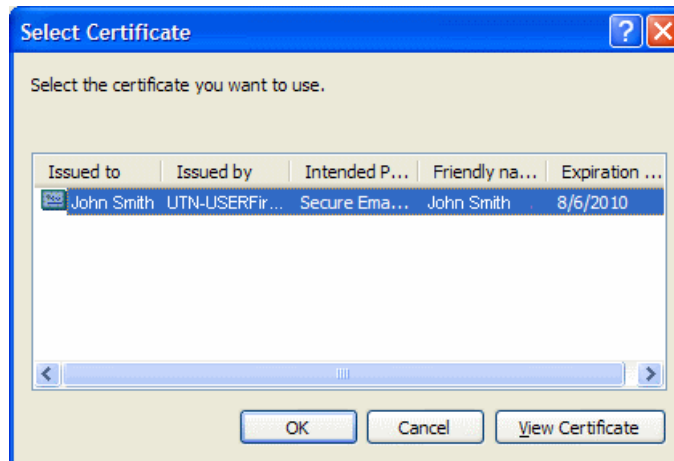 Select Certificate
Select the certificate you want to use.
Issued to Issued by Intended P... Friendly na... Expiration ...
John Smith UTN-USERFir... Secure Ema... John Smith 8/6/2010
OK Cancel View Certificate